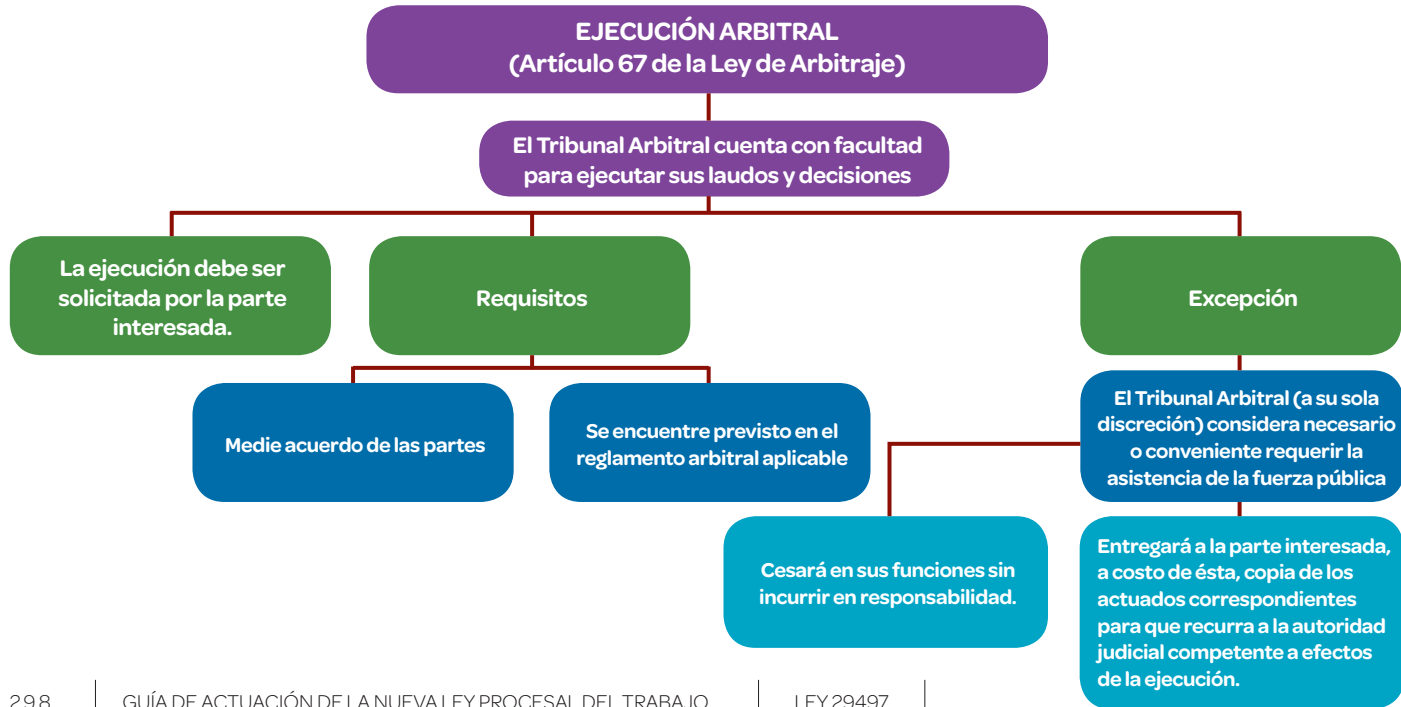 EJECUCIÓN ARBITRAL
(Artículo 67 de la Ley de Arbitraje)
El Tribunal Arbitral cuenta con facultad
para ejecutar sus laudos y decisiones
La ejecución debe ser
solicitada por la parte
interesada.
Requisitos
Excepción
Medie acuerdo de las partes
Se encuentre previsto en el
reglamento arbitral aplicable
El Tribunal Arbitral (a su sola
discreción) considera necesario
o conveniente requerir la
asistencia de la fuerza pública
Cesará en sus funciones sin
incurrir en responsabilidad.
Entregará a la parte interesada,
a costo de ésta, copia de los
actuados correspondientes
para que recurra a la autoridad
judicial competente a efectos
de la ejecución.
298 GUÍA DE ACTUACIÓN DE LA NUEVA LEY PROCESAL DEL TRABAJO LEY 29497